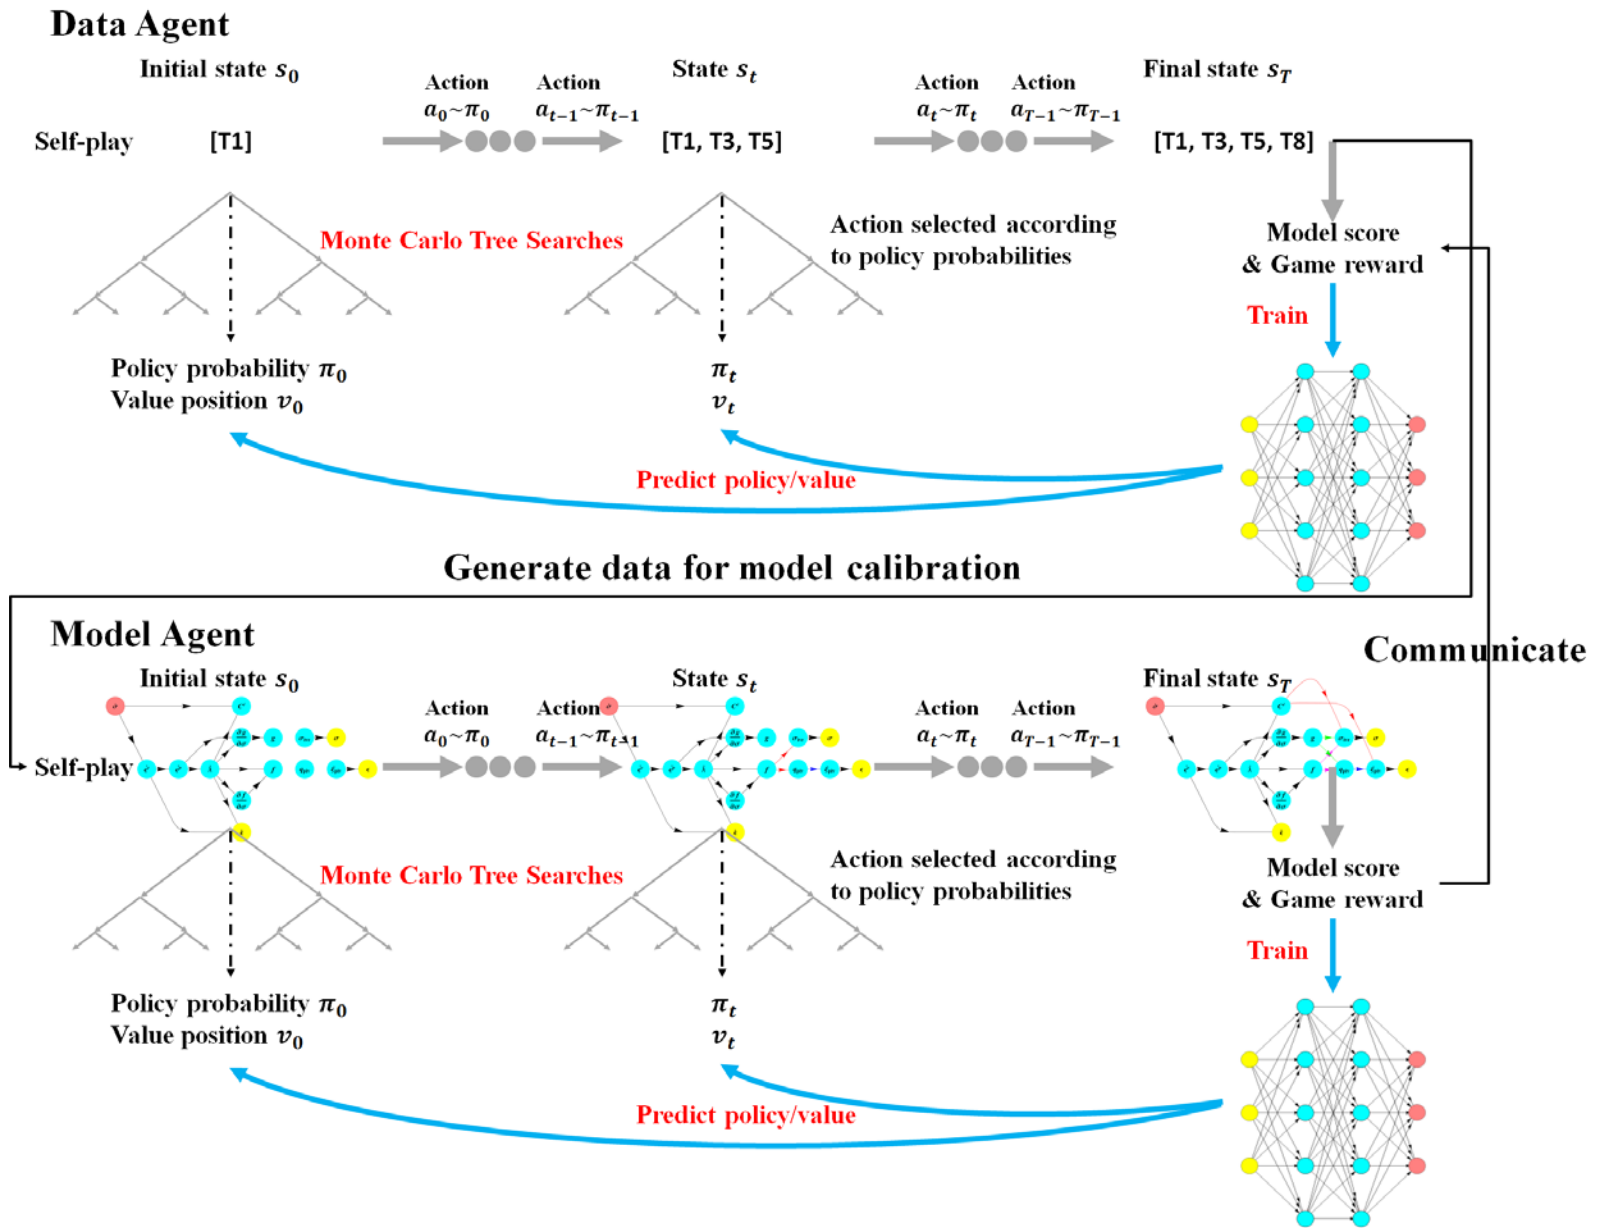 Data Agent
Initial state s₀
Action
a₀~π₀
Action
aₜ₋₁~πₜ₋₁
State sₜ
Action
aₜ~πₜ
Action
a_{T−1}~π_{T−1}
Final state s_T
Self-play
[T1]
[T1, T3, T5]
[T1, T3, T5, T8]
Monte Carlo Tree Searches
Action selected according
to policy probabilities
Model score
& Game reward
Train
Policy probability π₀
Value position v₀
πₜ
vₜ
Predict policy/value
Generate data for model calibration
Model Agent
Communicate
Initial state s₀
Action
a₀~π₀
Action
aₜ₋₁~πₜ₋₁
State sₜ
Action
aₜ~πₜ
Action
a_{T−1}~π_{T−1}
Final state s_T
Self-play
Monte Carlo Tree Searches
Action selected according
to policy probabilities
Model score
& Game reward
Train
Policy probability π₀
Value position v₀
πₜ
vₜ
Predict policy/value